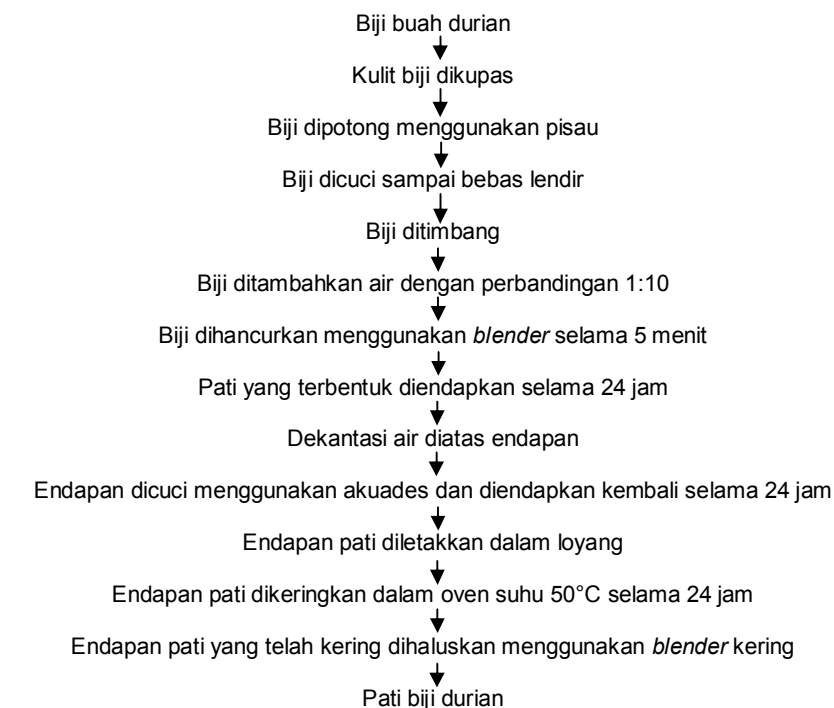 Biji buah durian
Kulit biji dikupas
Biji dipotong menggunakan pisau
Biji dicuci sampai bebas lendir
Biji ditimbang
Biji ditambahkan air dengan perbandingan 1:10
Biji dihancurkan menggunakan blender selama 5 menit
Pati yang terbentuk diendapkan selama 24 jam
Dekantasi air diatas endapan
Endapan dicuci menggunakan akuades dan diendapkan kembali selama 24 jam
Endapan pati diletakkan dalam loyang
Endapan pati dikeringkan dalam oven suhu 50°C selama 24 jam
Endapan pati yang telah kering dihaluskan menggunakan blender kering
Pati biji durian